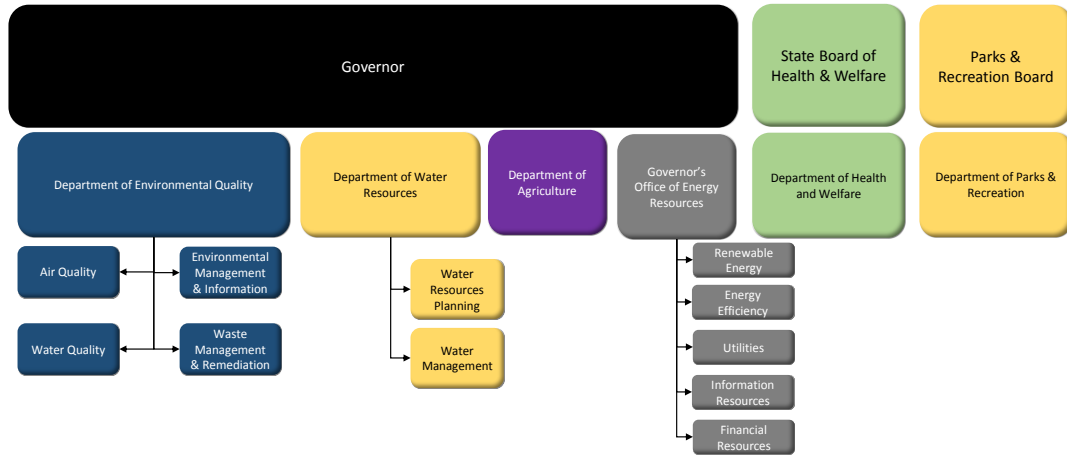 Governor
State Board of
Health & Welfare
Parks &
Recreation Board
Department of Environmental Quality
Department of Water
Resources
Department of
Agriculture
Governor's
Office of Energy
Resources
Department of Health
and Welfare
Department of Parks &
Recreation
Air Quality
Environmental
Management
& Information
Water Quality
Waste
Management
& Remediation
Water
Resources
Planning
Water
Management
Renewable
Energy
Energy
Efficiency
Utilities
Information
Resources
Financial
Resources